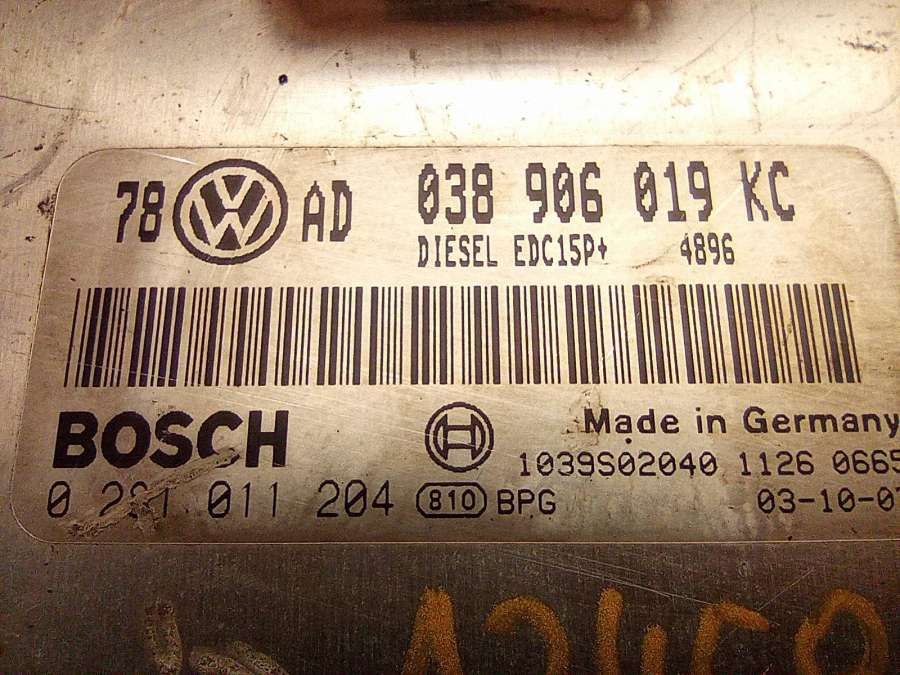 78 AD 038 906 019 KC
DIESEL EDC15P+ 4896
BOSCH Made in Germany
1039S02040 1126 0665
0 281 011 204 810 BPG 03-10-07